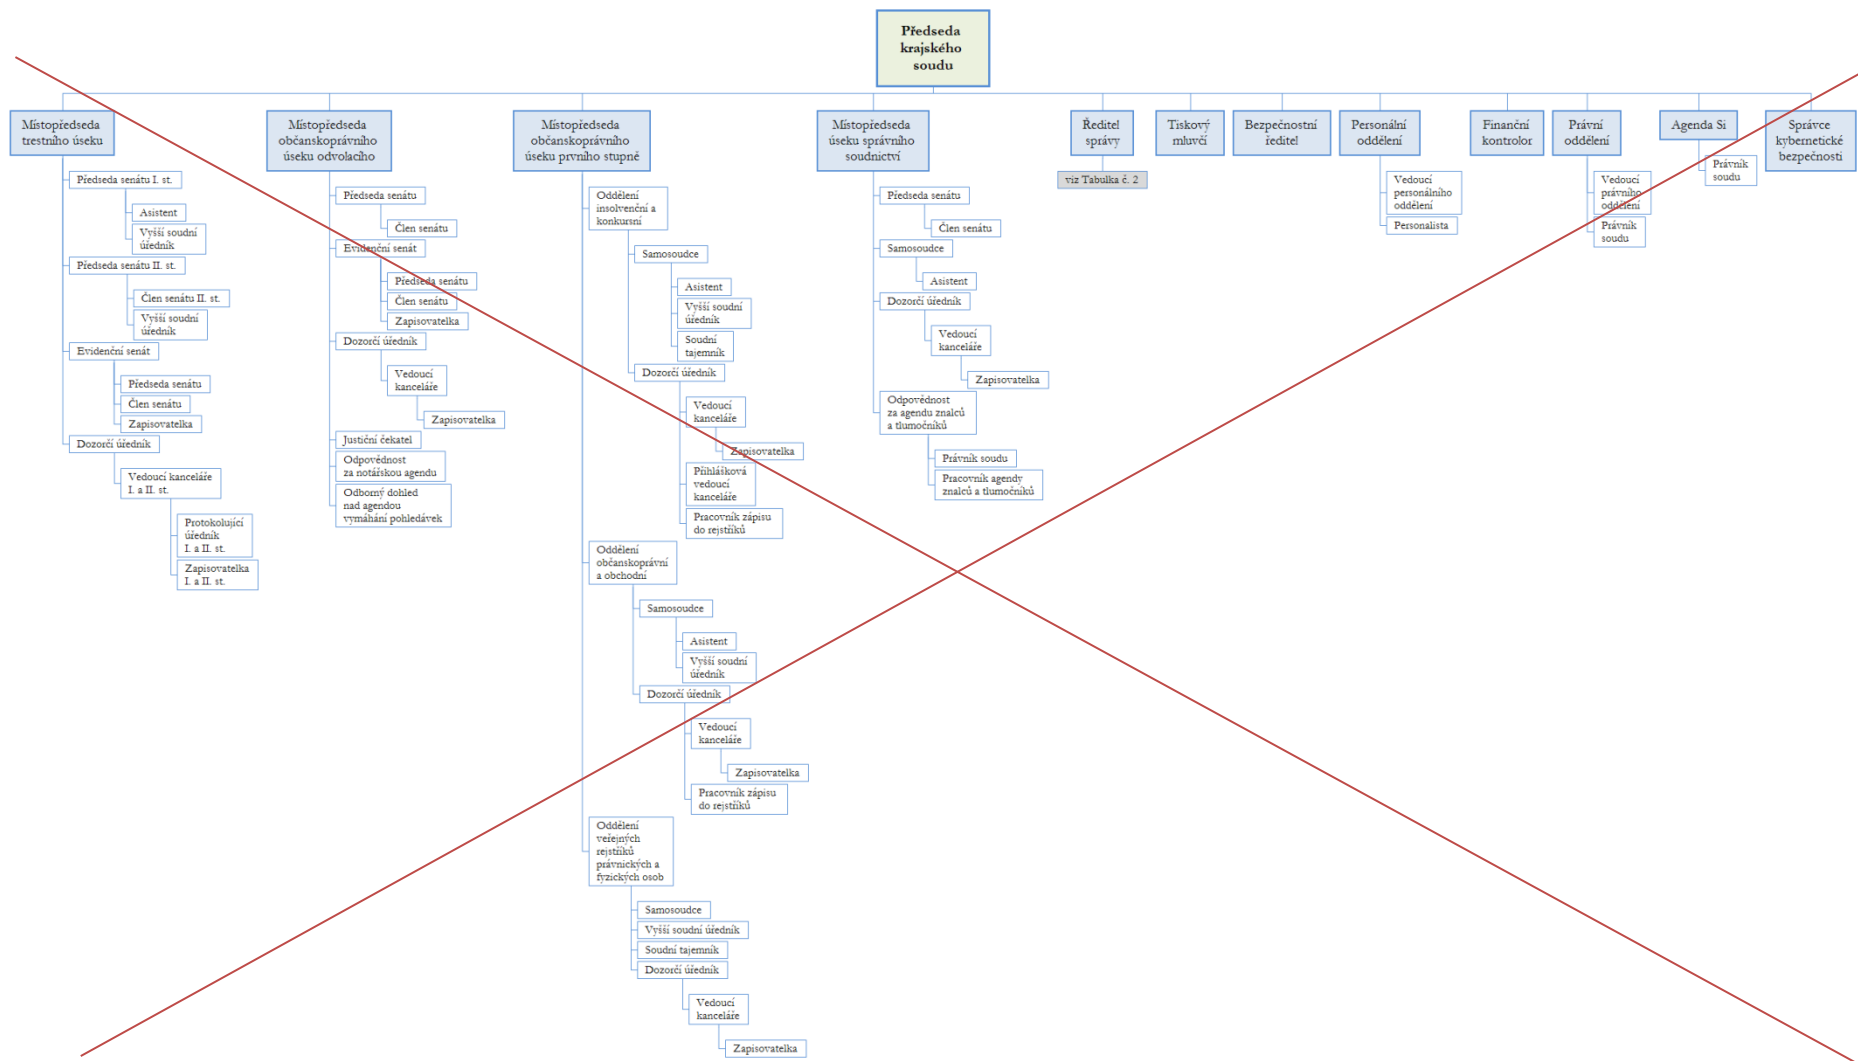 Předseda
krajského
soudu
Místopředseda
trestního úseku
Předseda senátu I. st.
Asistent
Vyšší soudní
úředník
Předseda senátu II. st.
Člen senátu II. st.
Vyšší soudní
úředník
Evidenční senát
Předseda senátu
Člen senátu
Zapisovatelka
Dozorčí úředník
Vedoucí kanceláře
I. a II. st.
Protokolující
úředník
I. a II. st.
Zapisovatelka
I. a II. st.
Místopředseda
občanskoprávního
úseku odvolacího
Předseda senátu
Člen senátu
Evidenční senát
Předseda senátu
Člen senátu
Zapisovatelka
Dozorčí úředník
Vedoucí
kanceláře
Zapisovatelka
Justiční čekatel
Odpovědnost
za notářskou agendu
Odborný dohled
nad agendou
vymáhání pohledávek
Místopředseda
občanskoprávního
úseku prvního stupně
Oddělení
insolvenční a
konkursní
Samosoudce
Asistent
Vyšší soudní
úředník
Soudní
tajemník
Dozorčí úředník
Vedoucí
kanceláře
Zapisovatelka
Přihlášková
vedoucí
kanceláře
Pracovník zápisu
do rejstříků
Oddělení
občanskoprávní
a obchodní
Samosoudce
Asistent
Vyšší soudní
úředník
Dozorčí úředník
Vedoucí
kanceláře
Zapisovatelka
Pracovník zápisu
do rejstříků
Oddělení
veřejných
rejstříků
právnických a
fyzických osob
Samosoudce
Vyšší soudní úředník
Soudní tajemník
Dozorčí úředník
Vedoucí
kanceláře
Zapisovatelka
Místopředseda
úseku správního
soudnictví
Předseda senátu
Člen senátu
Samosoudce
Asistent
Dozorčí úředník
Vedoucí
kanceláře
Zapisovatelka
Odpovědnost
za agendu znalců
a tlumočníků
Právník soudu
Pracovník agendy
znalců a tlumočníků
Ředitel
správy
viz Tabulka č. 2
Tiskový
mluvčí
Bezpečnostní
ředitel
Personální
oddělení
Vedoucí
personálního
oddělení
Personalista
Finanční
kontrolor
Právní
oddělení
Vedoucí
právního
oddělení
Právník
soudu
Agenda Si
Právník
soudu
Správce
kybernetické
bezpečnosti